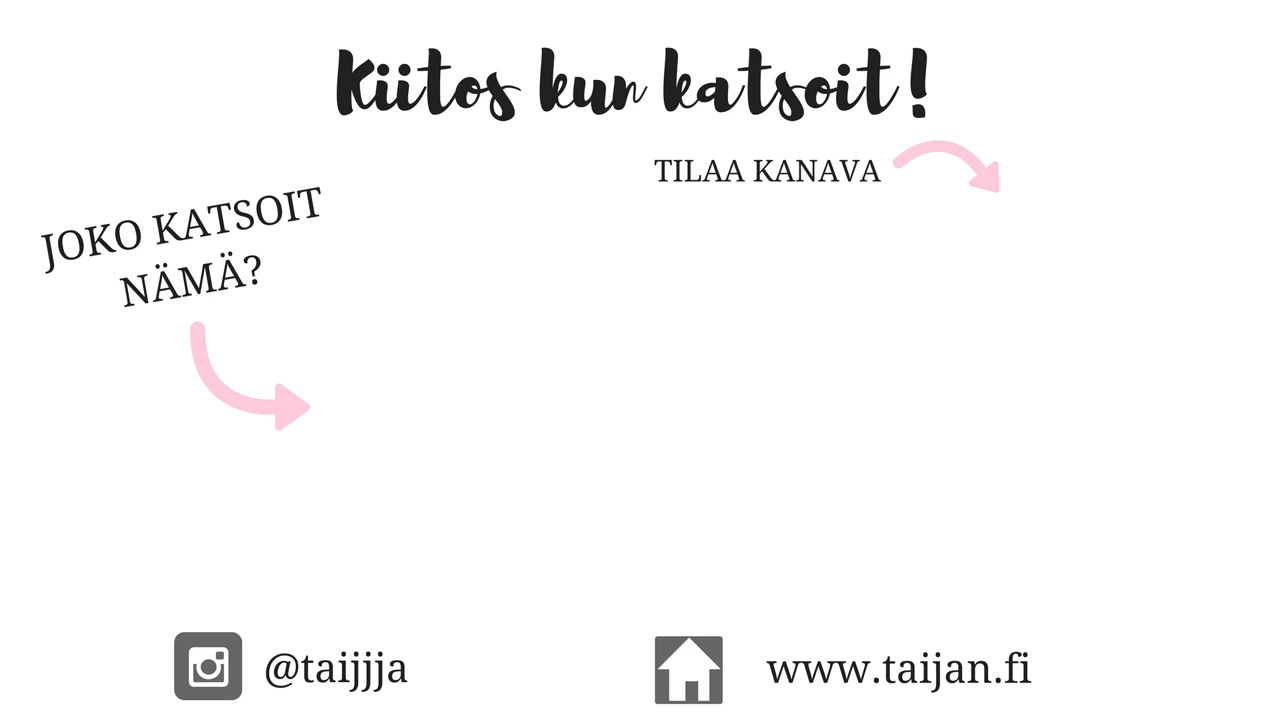 Kiitos kun katsoit!
TILAA KANAVA
JOKO KATSOIT
NÄMÄ?
@taijjja
www.taijan.fi